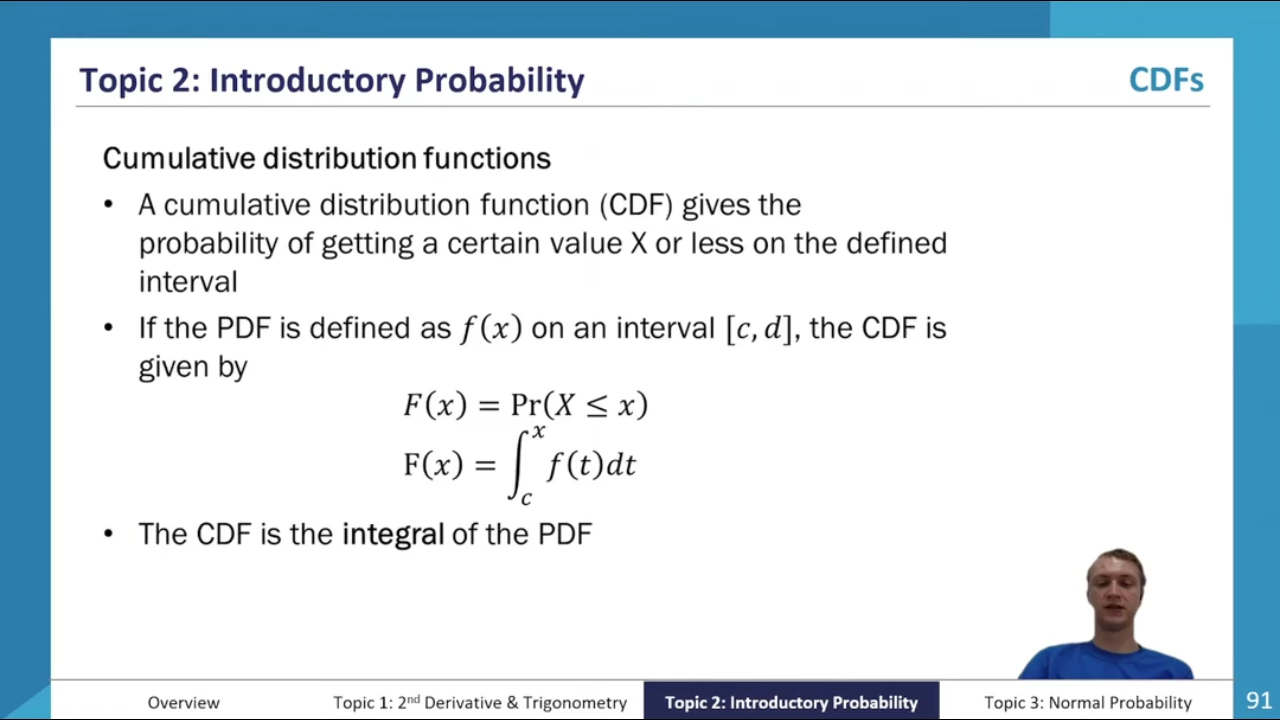 Topic 2: Introductory Probability
CDFs
Cumulative distribution functions
• A cumulative distribution function (CDF) gives the
probability of getting a certain value X or less on the defined
interval
• If the PDF is defined as f(x) on an interval [c, d], the CDF is
given by
F(x) = Pr(X ≤ x)
F(x) = ∫_c^x f(t)dt
• The CDF is the integral of the PDF
Overview
Topic 1: 2nd Derivative & Trigonometry
Topic 2: Introductory Probability
Topic 3: Normal Probability
91